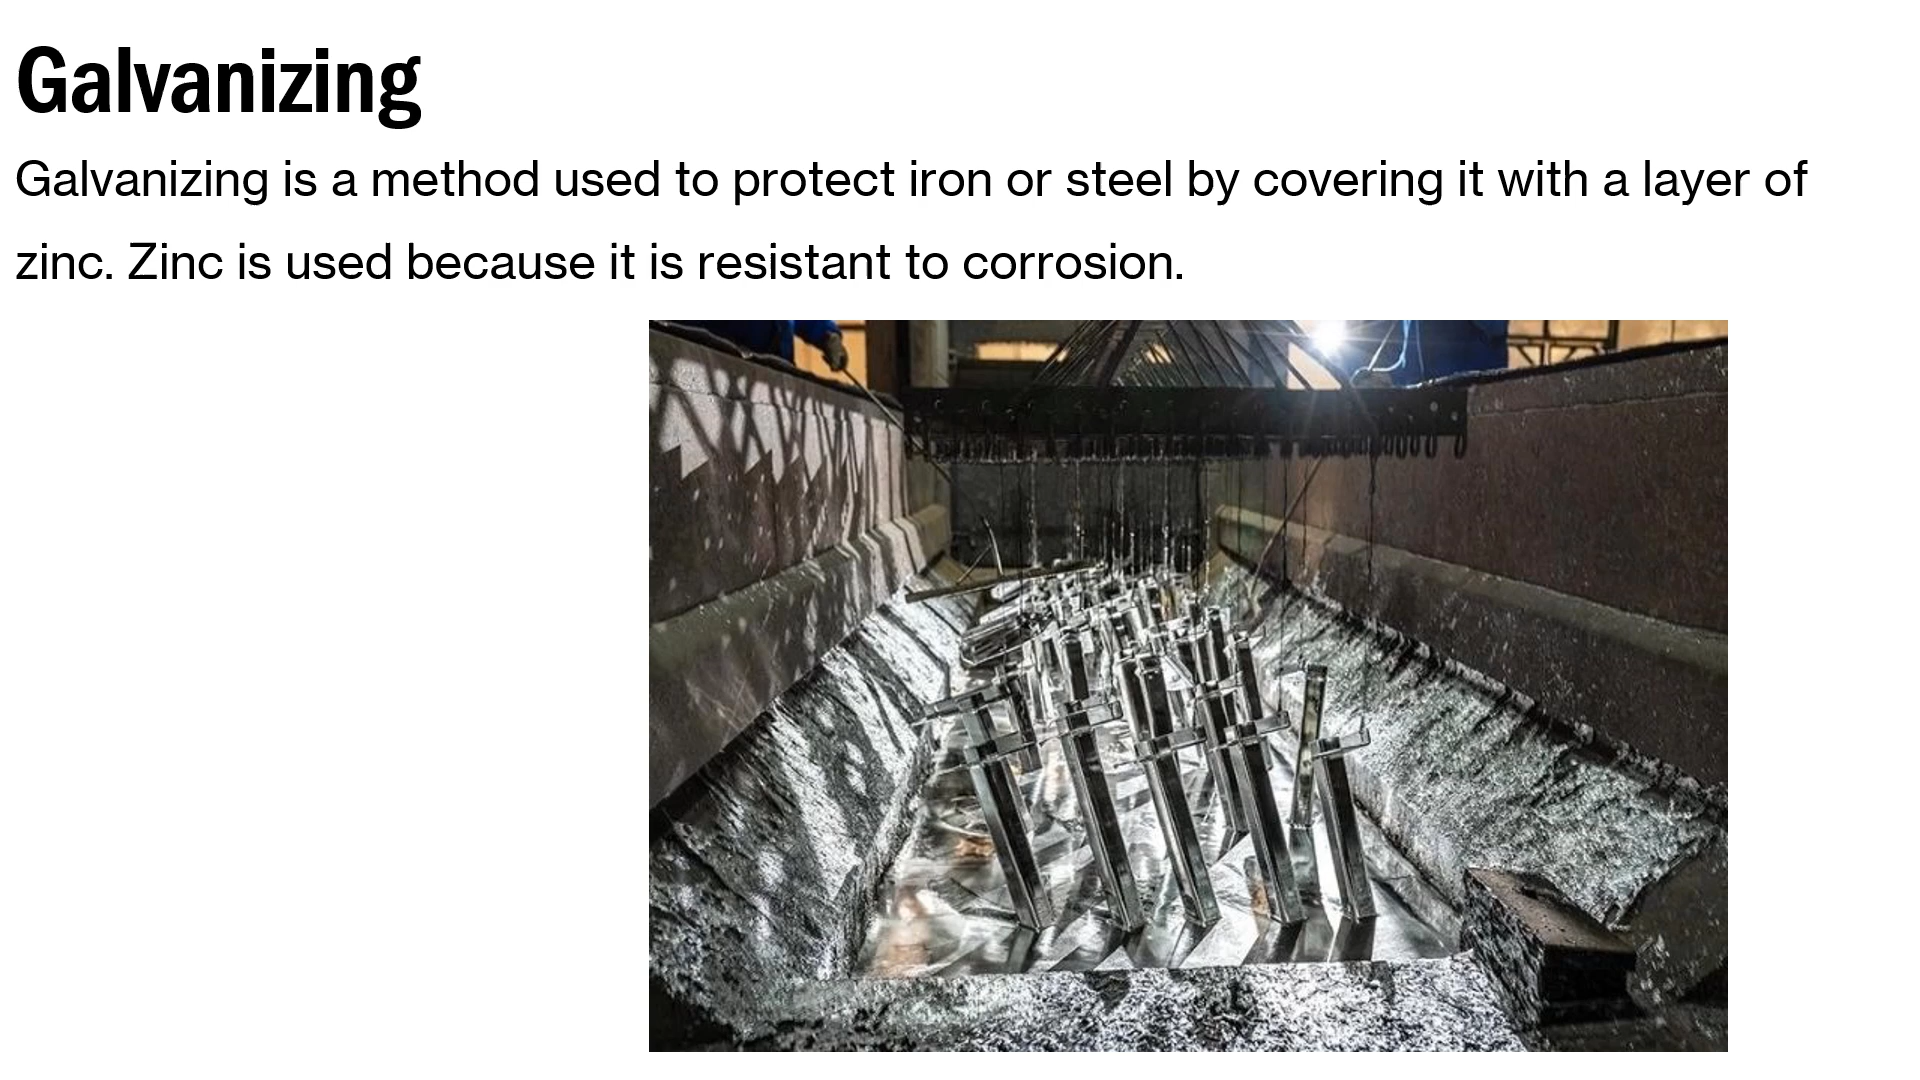 Galvanizing
Galvanizing is a method used to protect iron or steel by covering it with a layer of
zinc. Zinc is used because it is resistant to corrosion.